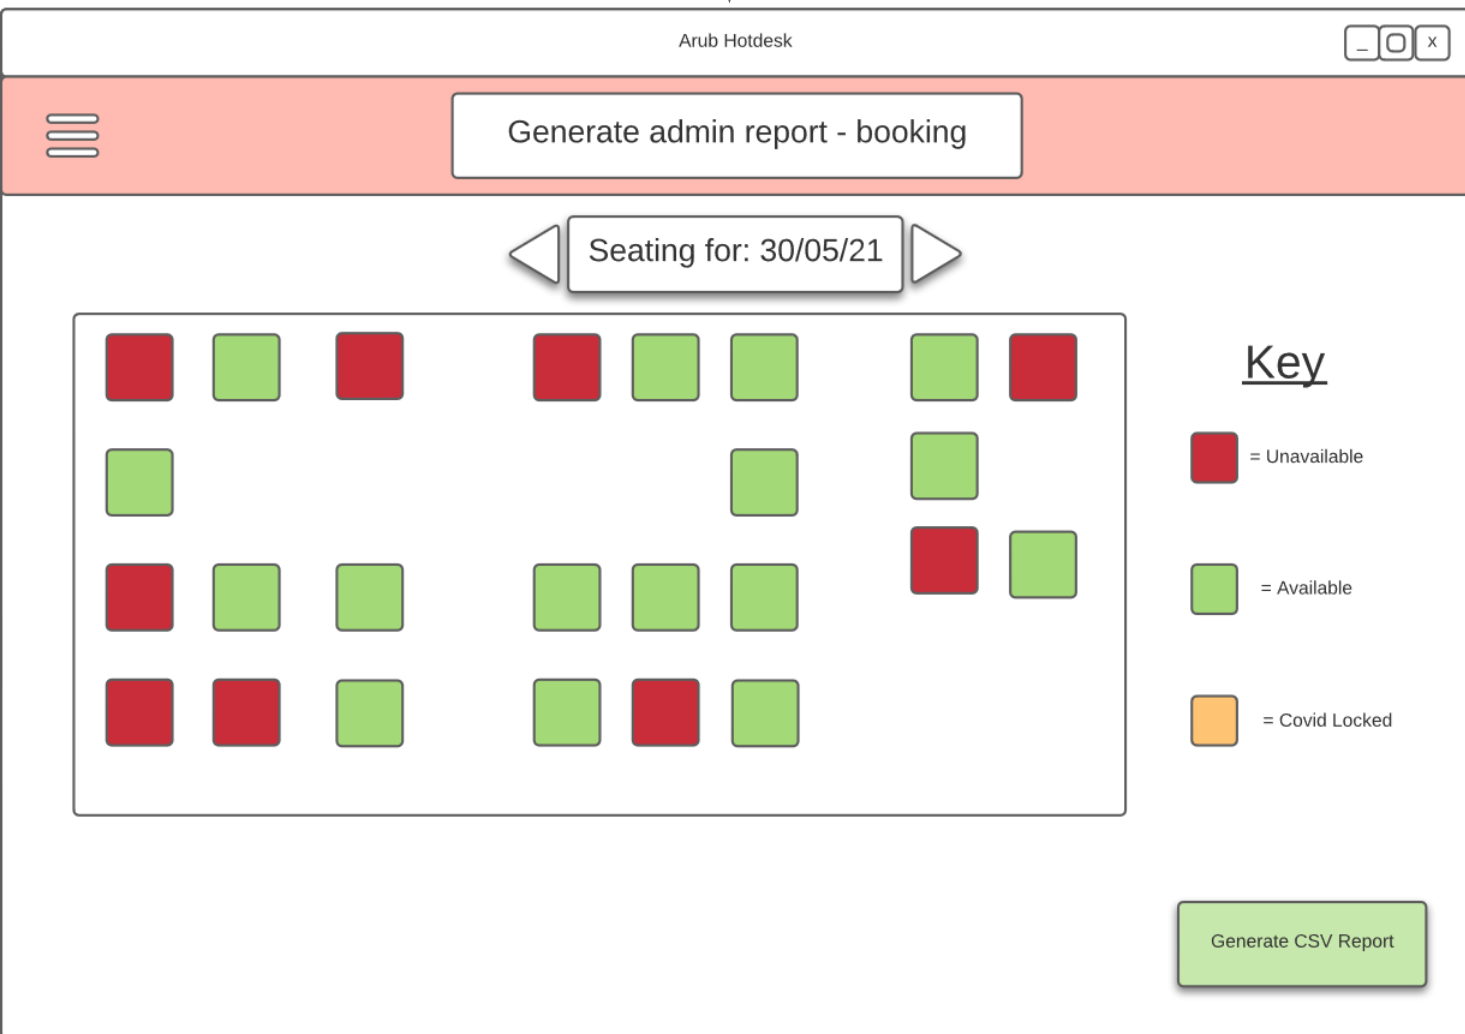 Arub Hotdesk
_ x
Generate admin report - booking
Seating for: 30/05/21
Key
= Unavailable
= Available
= Covid Locked
Generate CSV Report